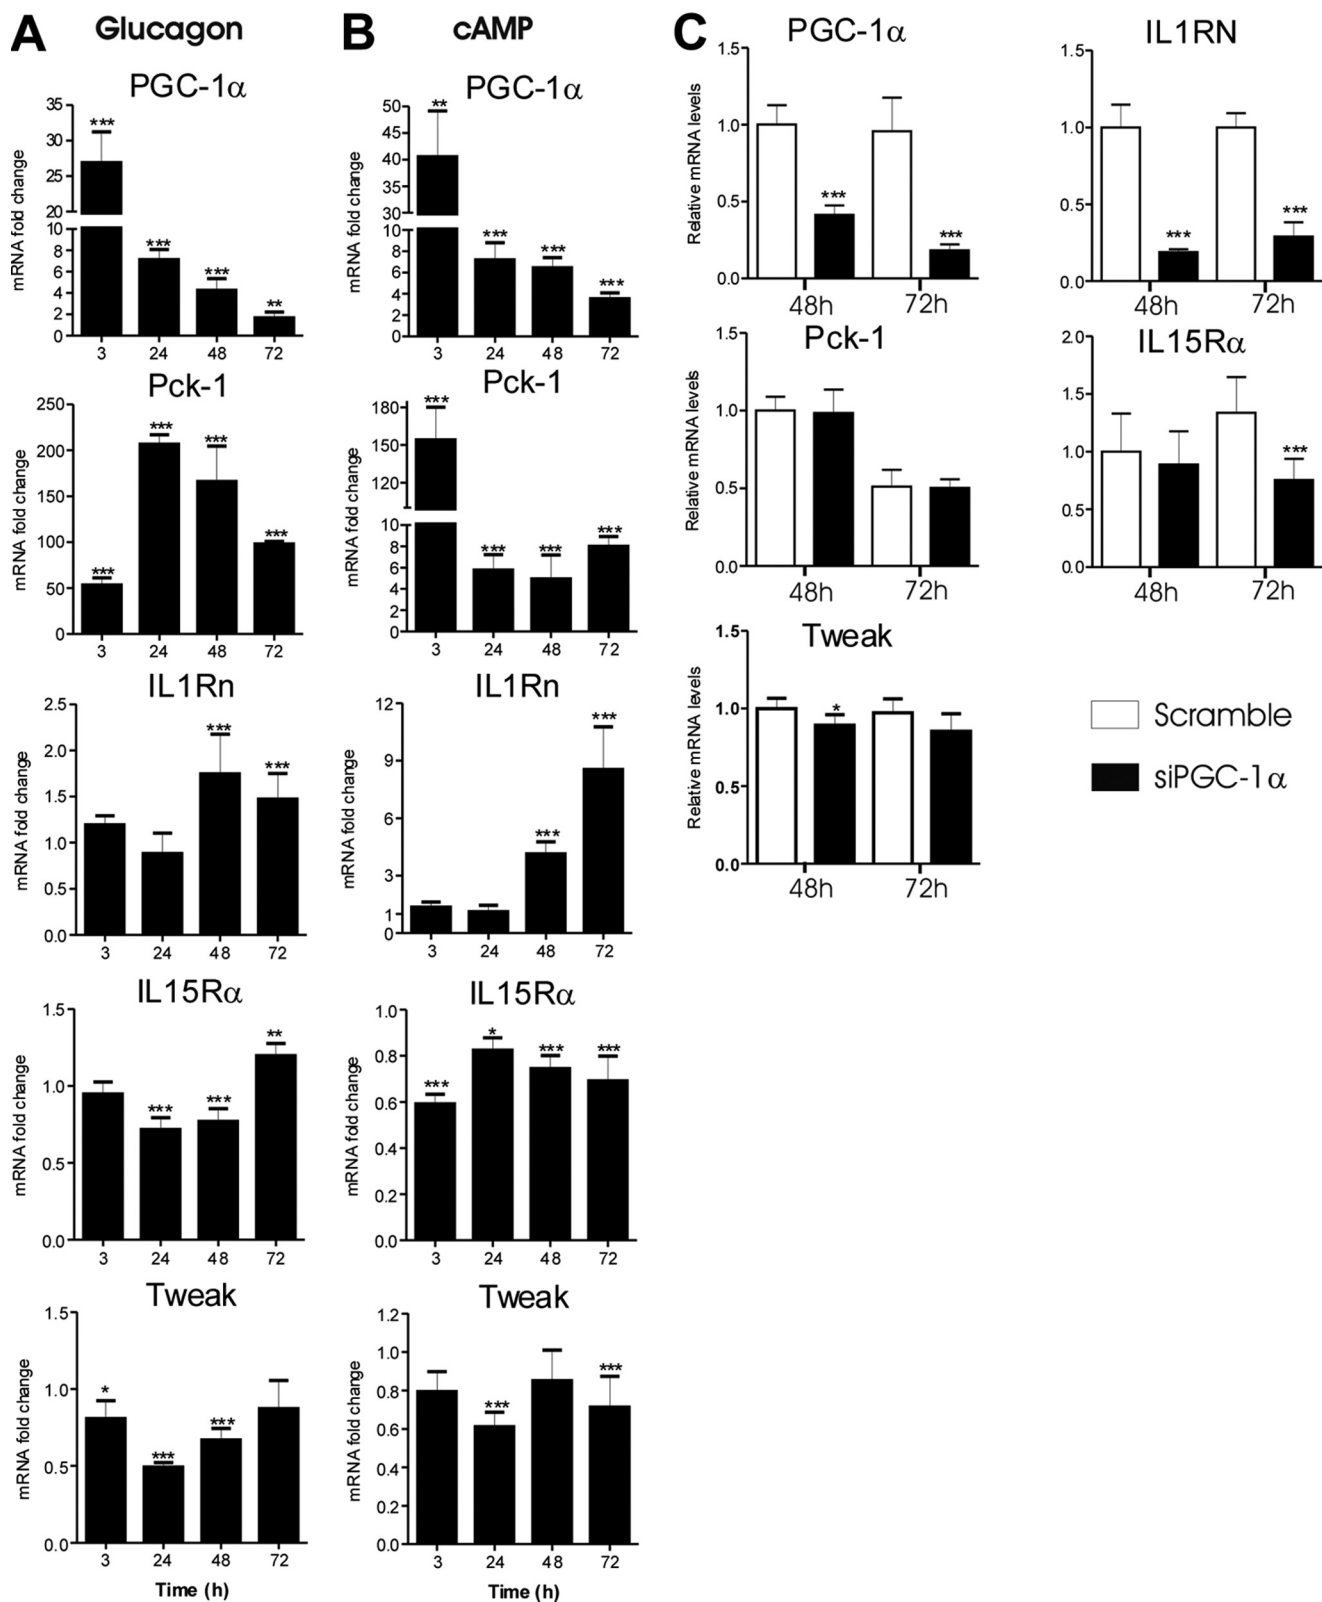 A Glucagon
PGC-1α
mRNA fold change
35
30
25
20
10
8
6
4
2
0
***
***
***
**
3 24 48 72
Pck-1
mRNA fold change
250
200
150
100
50
0
***
***
***
***
3 24 48 72
IL1Rn
mRNA fold change
2.5
2.0
1.5
1.0
0.5
0.0
***
***
3 24 48 72
IL15Rα
mRNA fold change
1.5
1.0
0.5
0.0
***
***
**
3 24 48 72
Tweak
mRNA fold change
1.5
1.0
0.5
0.0
*
***
***
3 24 48 72
Time (h)
B cAMP
PGC-1α
mRNA fold change
50
45
40
35
30
10
8
6
4
2
0
**
***
***
***
3 24 48 72
Pck-1
mRNA fold change
180
150
120
10
8
6
4
2
0
***
***
***
***
3 24 48 72
IL1Rn
mRNA fold change
12
9
6
3
1
0
***
***
3 24 48 72
IL15Rα
mRNA fold change
1.0
0.8
0.6
0.4
0.2
0.0
***
*
***
***
3 24 48 72
Tweak
mRNA fold change
1.2
1.0
0.8
0.6
0.4
0.2
0.0
***
***
3 24 48 72
Time (h)
C
PGC-1α
Relative mRNA levels
1.5
1.0
0.5
0.0
***
***
48h 72h
IL1RN
1.5
1.0
0.5
0.0
***
***
48h 72h
Pck-1
Relative mRNA levels
1.5
1.0
0.5
0.0
48h 72h
IL15Rα
2.0
1.5
1.0
0.5
0.0
***
48h 72h
Tweak
Relative mRNA levels
1.5
1.0
0.5
0.0
*
48h 72h
Scramble
siPGC-1α